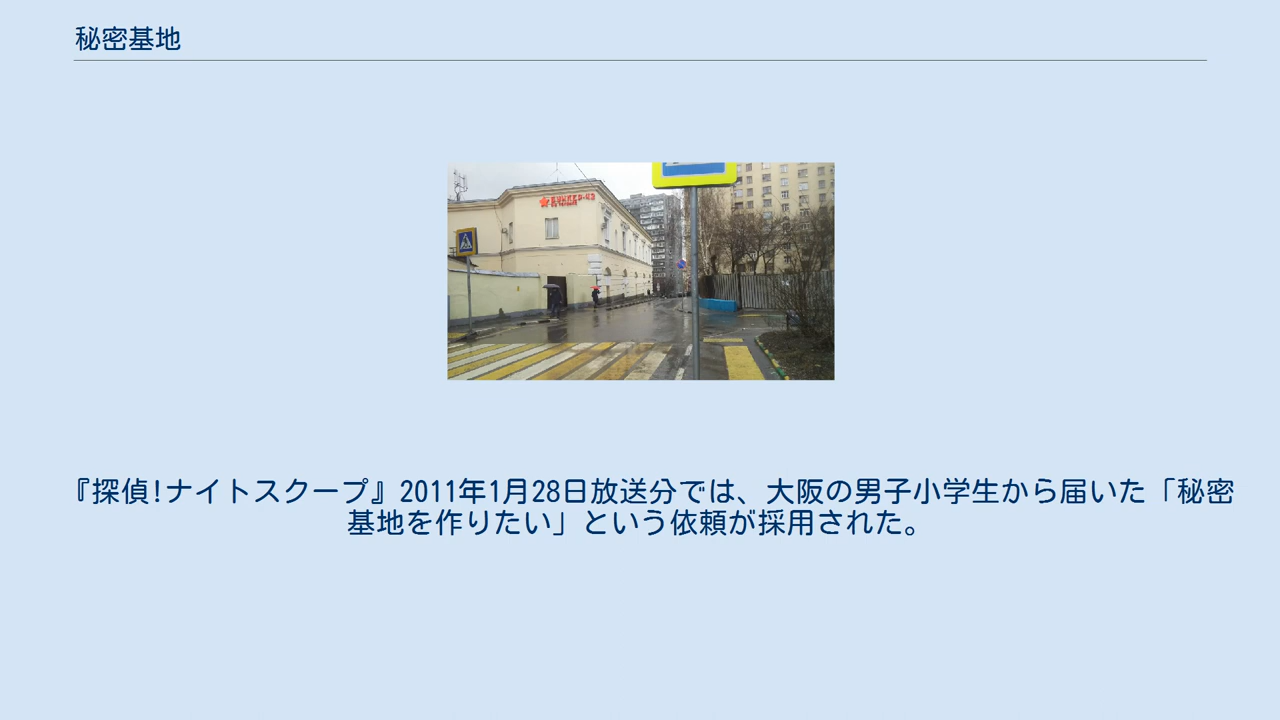 秘密基地
БУНКЕР-42
『探偵!ナイトスクープ』2011年1月28日放送分では、大阪の男子小学生から届いた「秘密
基地を作りたい」という依頼が採用された。